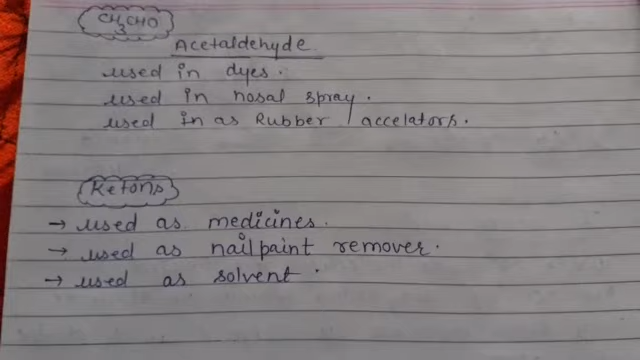 CH3CHO
Acetaldehyde
used in dyes.
used in nosal spray.
used in as Rubber / accelators.
Ketons
→ used as medicines.
→ used as nailpaint remover.
→ used as solvent.